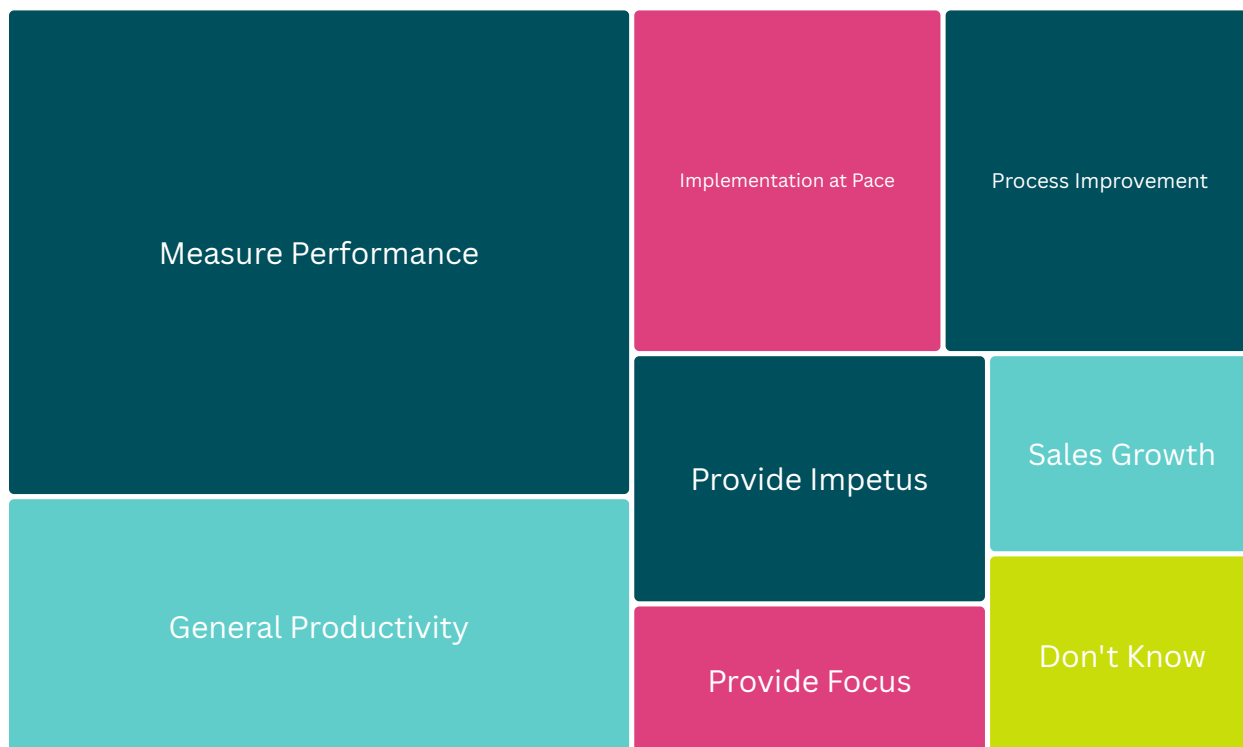 Measure Performance
General Productivity
Implementation at Pace
Process Improvement
Provide Impetus
Provide Focus
Sales Growth
Don't Know